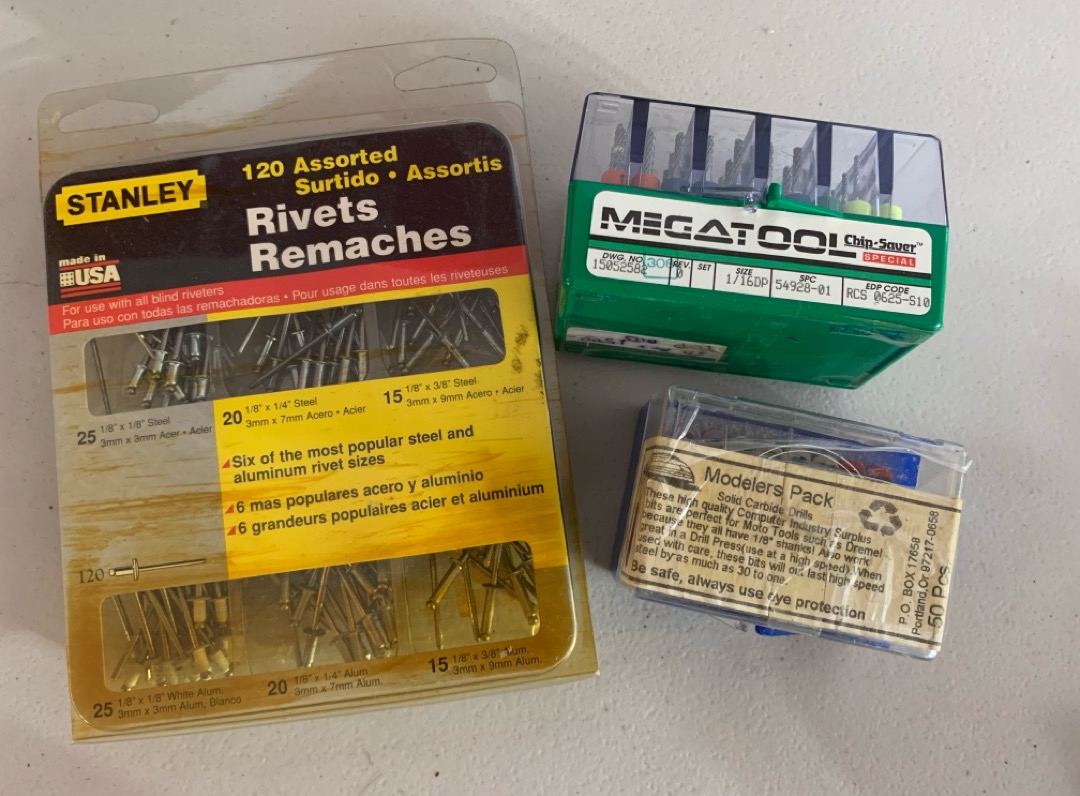 120 Assorted
Surtido • Assortis
STANLEY
Rivets
Remaches
made in
USA
For use with all blind riveters
Para uso con todas las remachadoras • Pour usage dans toutes les riveteuses
25 1/8" x 1/8" Steel
3mm x 3mm Acer • Acier
20 1/8" x 1/4" Steel
3mm x 7mm Acero • Acier
15 1/8" x 3/8" Steel
3mm x 9mm Acero • Acier
Six of the most popular steel and
aluminum rivet sizes
6 mas populares acero y aluminio
6 grandeurs populaires acier et aluminium
120
25 1/8" x 1/8" White Alum.
3mm x 3mm Alum, Blanco
20 1/8" x 1/4" Alum.
3mm x 7mm Alum.
15 1/8" x 3/8" Alum.
3mm x 9mm Alum.
MEGATOOL Chip-Saver™
SPECIAL
DWG. NO. REV. SET SIZE SPC EDP CODE
15052582 0 1/16DP 54928-01 RCS 0625-S10
Modelers Pack
Solid Carbide Drills
These high quality Computer Industry Surplus
bits are perfect for Moto Tools such as Dremel
because they all have 1/8" shanks! And work
great in a Drill Press(use at a high speed). When
used with care, these bits will out last high speed
steel by as much as 30 to one.
Be safe, always use eye protection
P.O. BOX 17658
Portland, Or 97217-0658
50 PCS